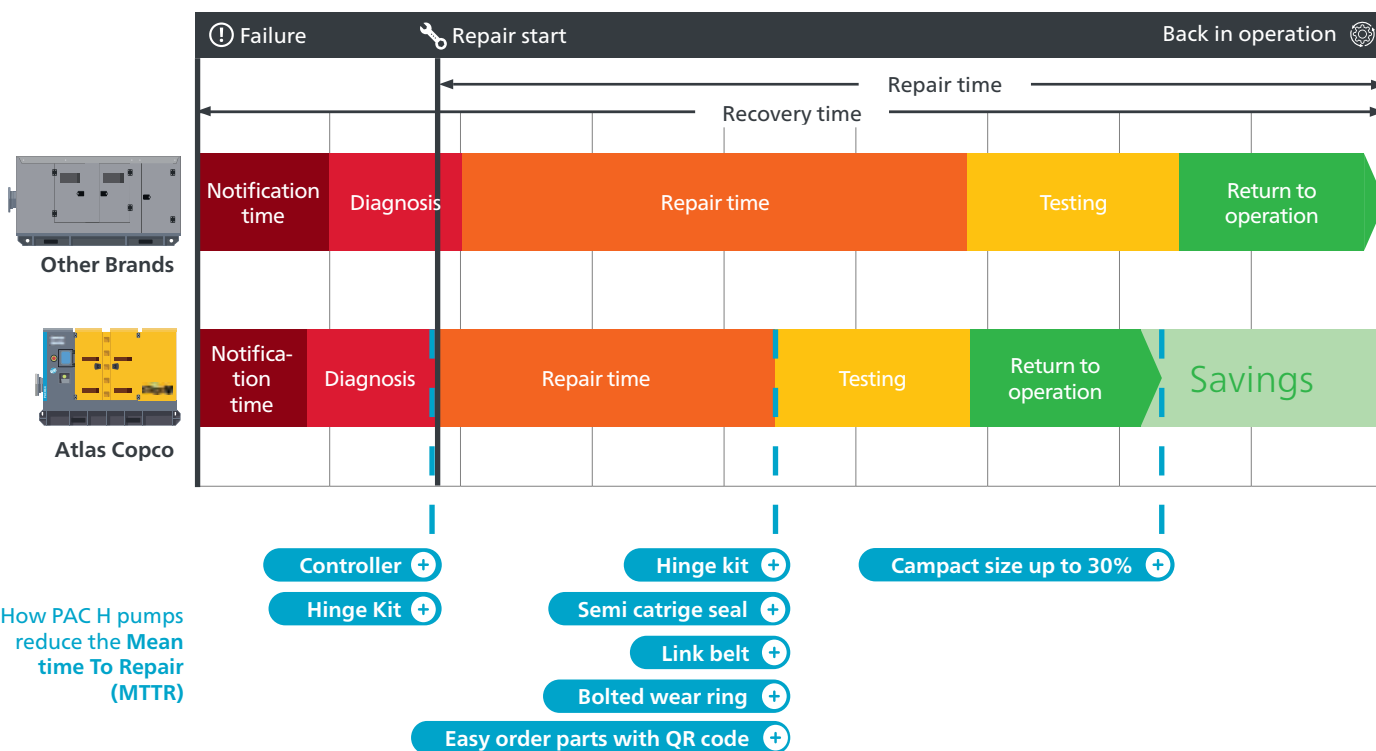 Failure
Repair start
Back in operation
Repair time
Recovery time
Notification
time
Diagnosis
Repair time
Testing
Return to
operation
Other Brands
Notifica-
tion
time
Diagnosis
Repair time
Testing
Return to
operation
Savings
Atlas Copco
Controller +
Hinge kit +
Campact size up to 30% +
Hinge Kit +
Semi catrige seal +
Link belt +
Bolted wear ring +
Easy order parts with QR code +
How PAC H pumps
reduce the Mean
time To Repair
(MTTR)